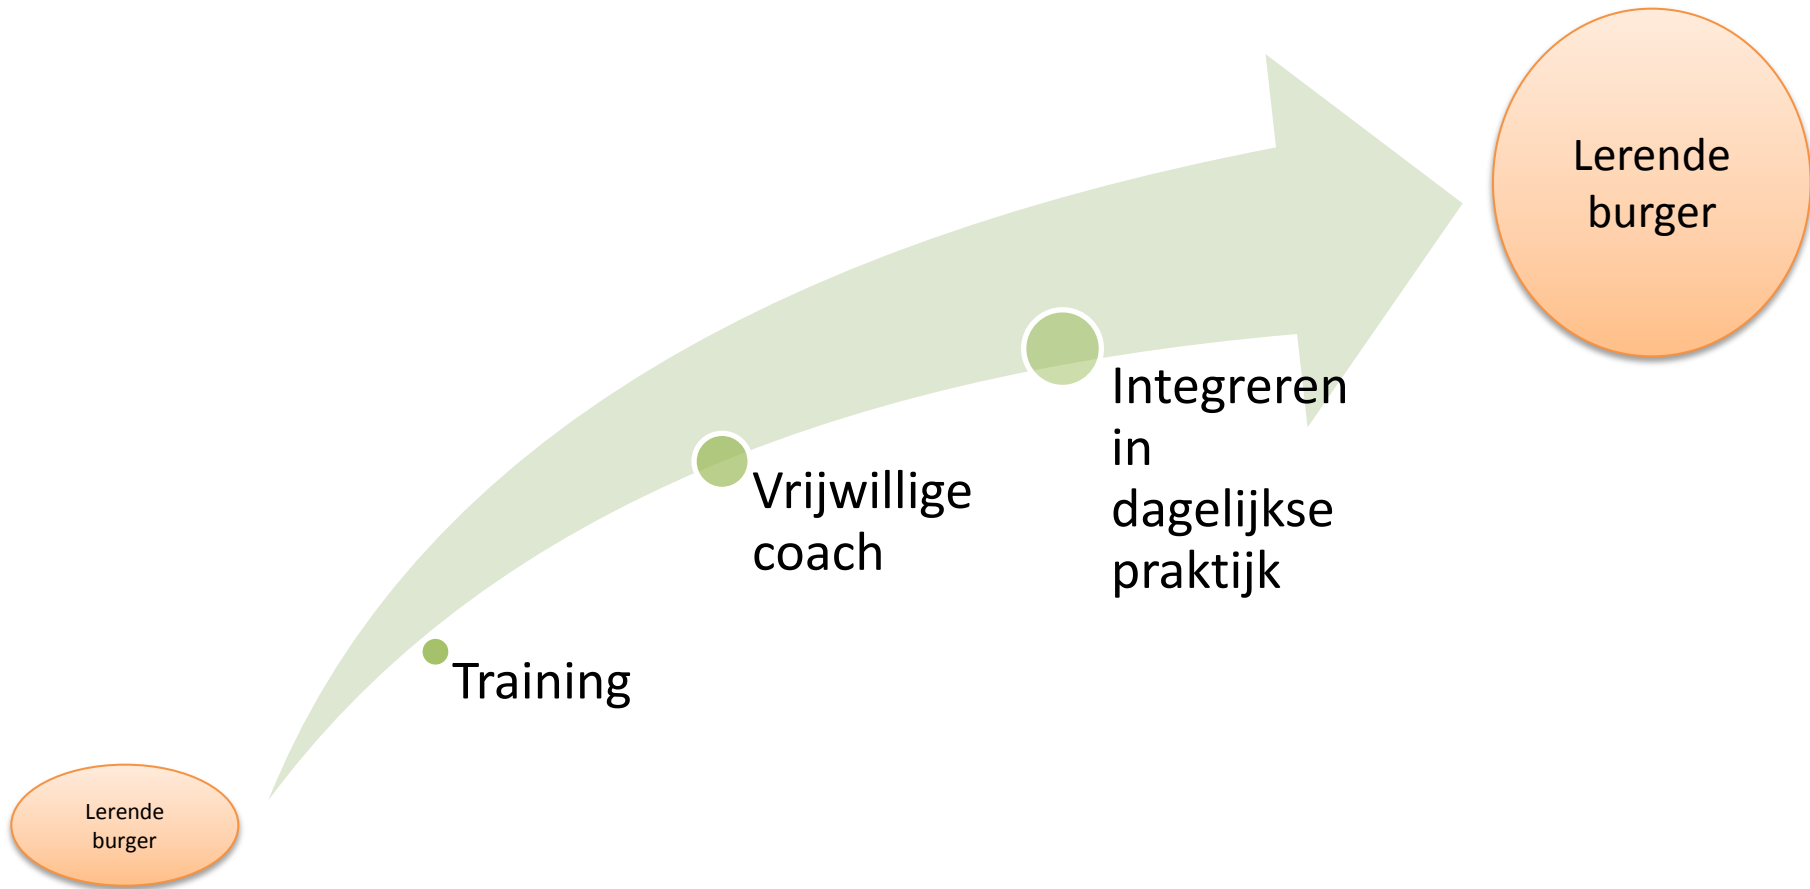 Lerende
burger
Integreren
in
dagelijkse
praktijk
Vrijwillige
coach
Training
Lerende
burger